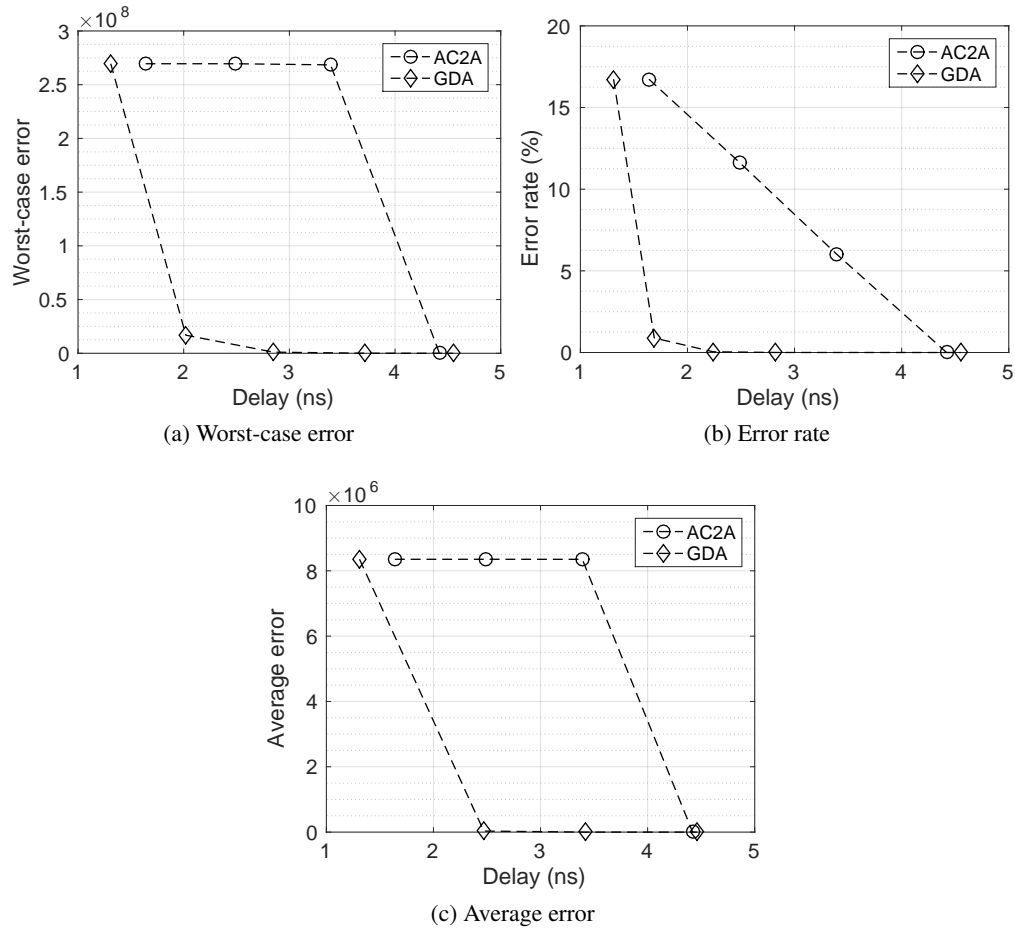 ×10^8
3
2.5
2
1.5
1
0.5
0
Worst-case error
1 2 3 4 5
Delay (ns)
AC2A
GDA
(a) Worst-case error
20
15
10
5
0
Error rate (%)
1 2 3 4 5
Delay (ns)
AC2A
GDA
(b) Error rate
×10^6
10
8
6
4
2
0
Average error
1 2 3 4 5
Delay (ns)
AC2A
GDA
(c) Average error